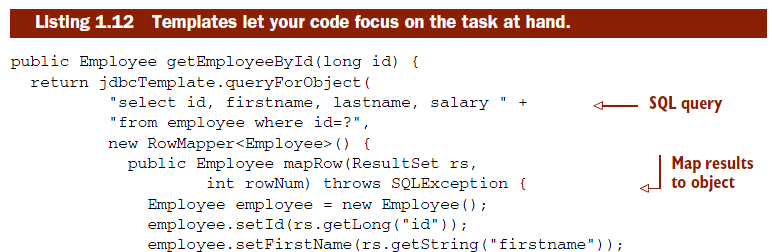 Listing 1.12 Templates let your code focus on the task at hand.
public Employee getEmployeeById(long id) {
  return jdbcTemplate.queryForObject(
          "select id, firstname, lastname, salary " +
SQL query
          "from employee where id=?",
          new RowMapper<Employee>() {
            public Employee mapRow(ResultSet rs,
Map results
                    int rowNum) throws SQLException {
to object
              Employee employee = new Employee();
              employee.setId(rs.getLong("id"));
              employee.setFirstName(rs.getString("firstname"));